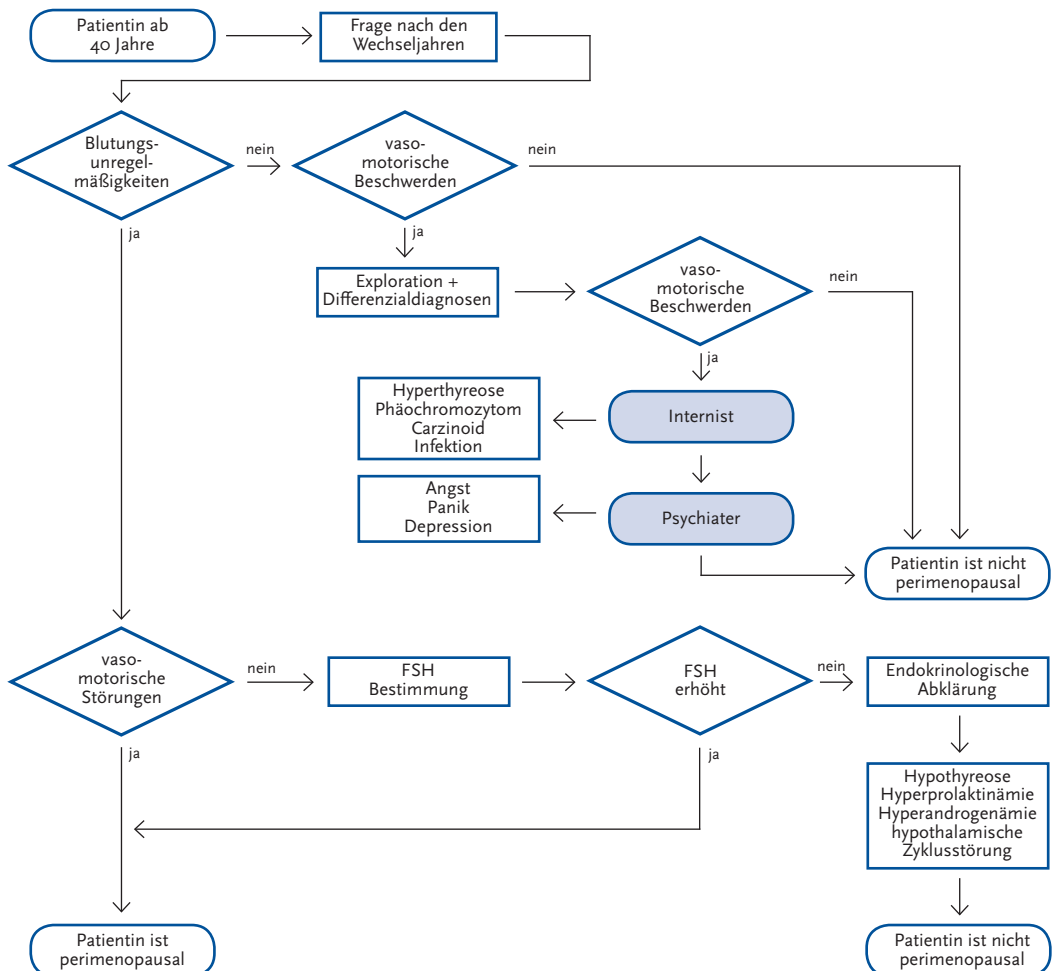 Patientin ab
40 Jahre
Frage nach den
Wechseljahren
Blutungs-
unregel-
mäßigkeiten
nein
vaso-
motorische
Beschwerden
nein
ja
ja
Exploration +
Differenzialdiagnosen
vaso-
motorische
Beschwerden
nein
ja
Hyperthyreose
Phäochromozytom
Carzinoid
Infektion
Internist
Angst
Panik
Depression
Psychiater
Patientin ist nicht
perimenopausal
vaso-
motorische
Störungen
nein
FSH
Bestimmung
FSH
erhöht
nein
Endokrinologische
Abklärung
ja
ja
Hypothyreose
Hyperprolaktinämie
Hyperandrogenämie
hypothalamische
Zyklusstörung
Patientin ist
perimenopausal
Patientin ist nicht
perimenopausal